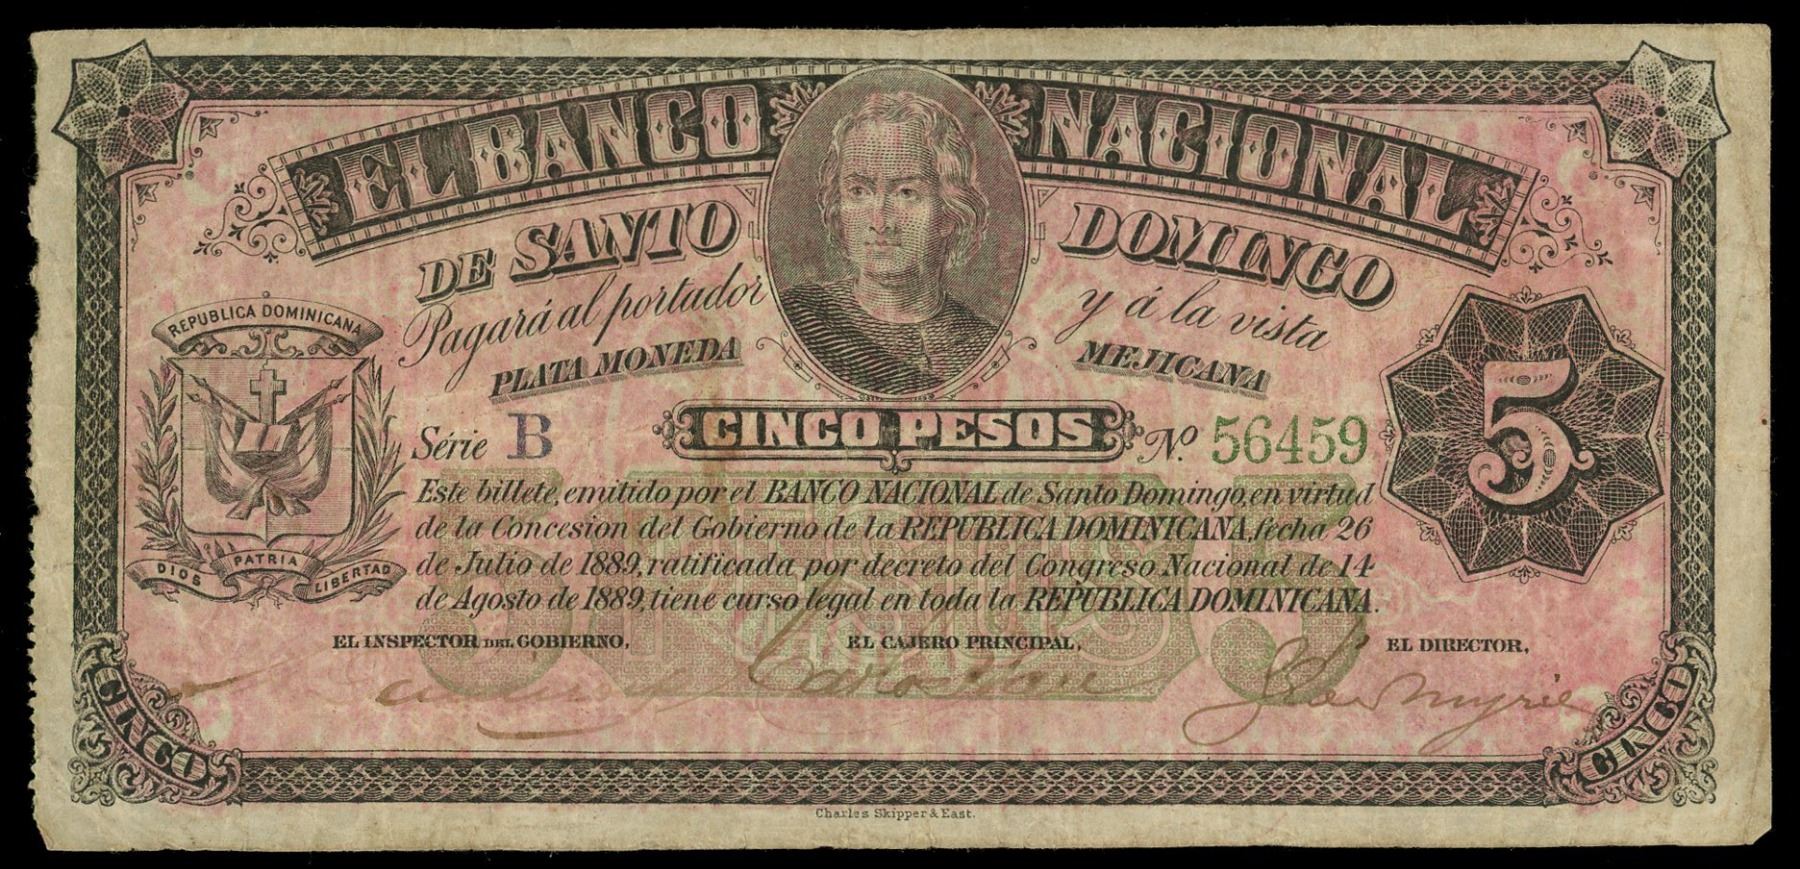 EL BANCO NACIONAL
DE SANTO DOMINGO
Pagará al portador y á la vista
PLATA MONEDA MEJICANA
REPUBLICA DOMINICANA
DIOS PATRIA LIBERTAD
Série B
CINCO PESOS
Nº. 56459
5
Este billete, emitido por el BANCO NACIONAL de Santo Domingo, en virtud
de la Concesion del Gobierno de la REPUBLICA DOMINICANA, fecha 26
de Julio de 1889, ratificada por decreto del Congreso Nacional de 14
de Agosto de 1889, tiene curso legal en toda la REPUBLICA DOMINICANA.
5 PESOS 5
EL INSPECTOR DEL GOBIERNO,
EL CAJERO PRINCIPAL,
EL DIRECTOR,
CINCO
CINCO
Charles Skipper & East.